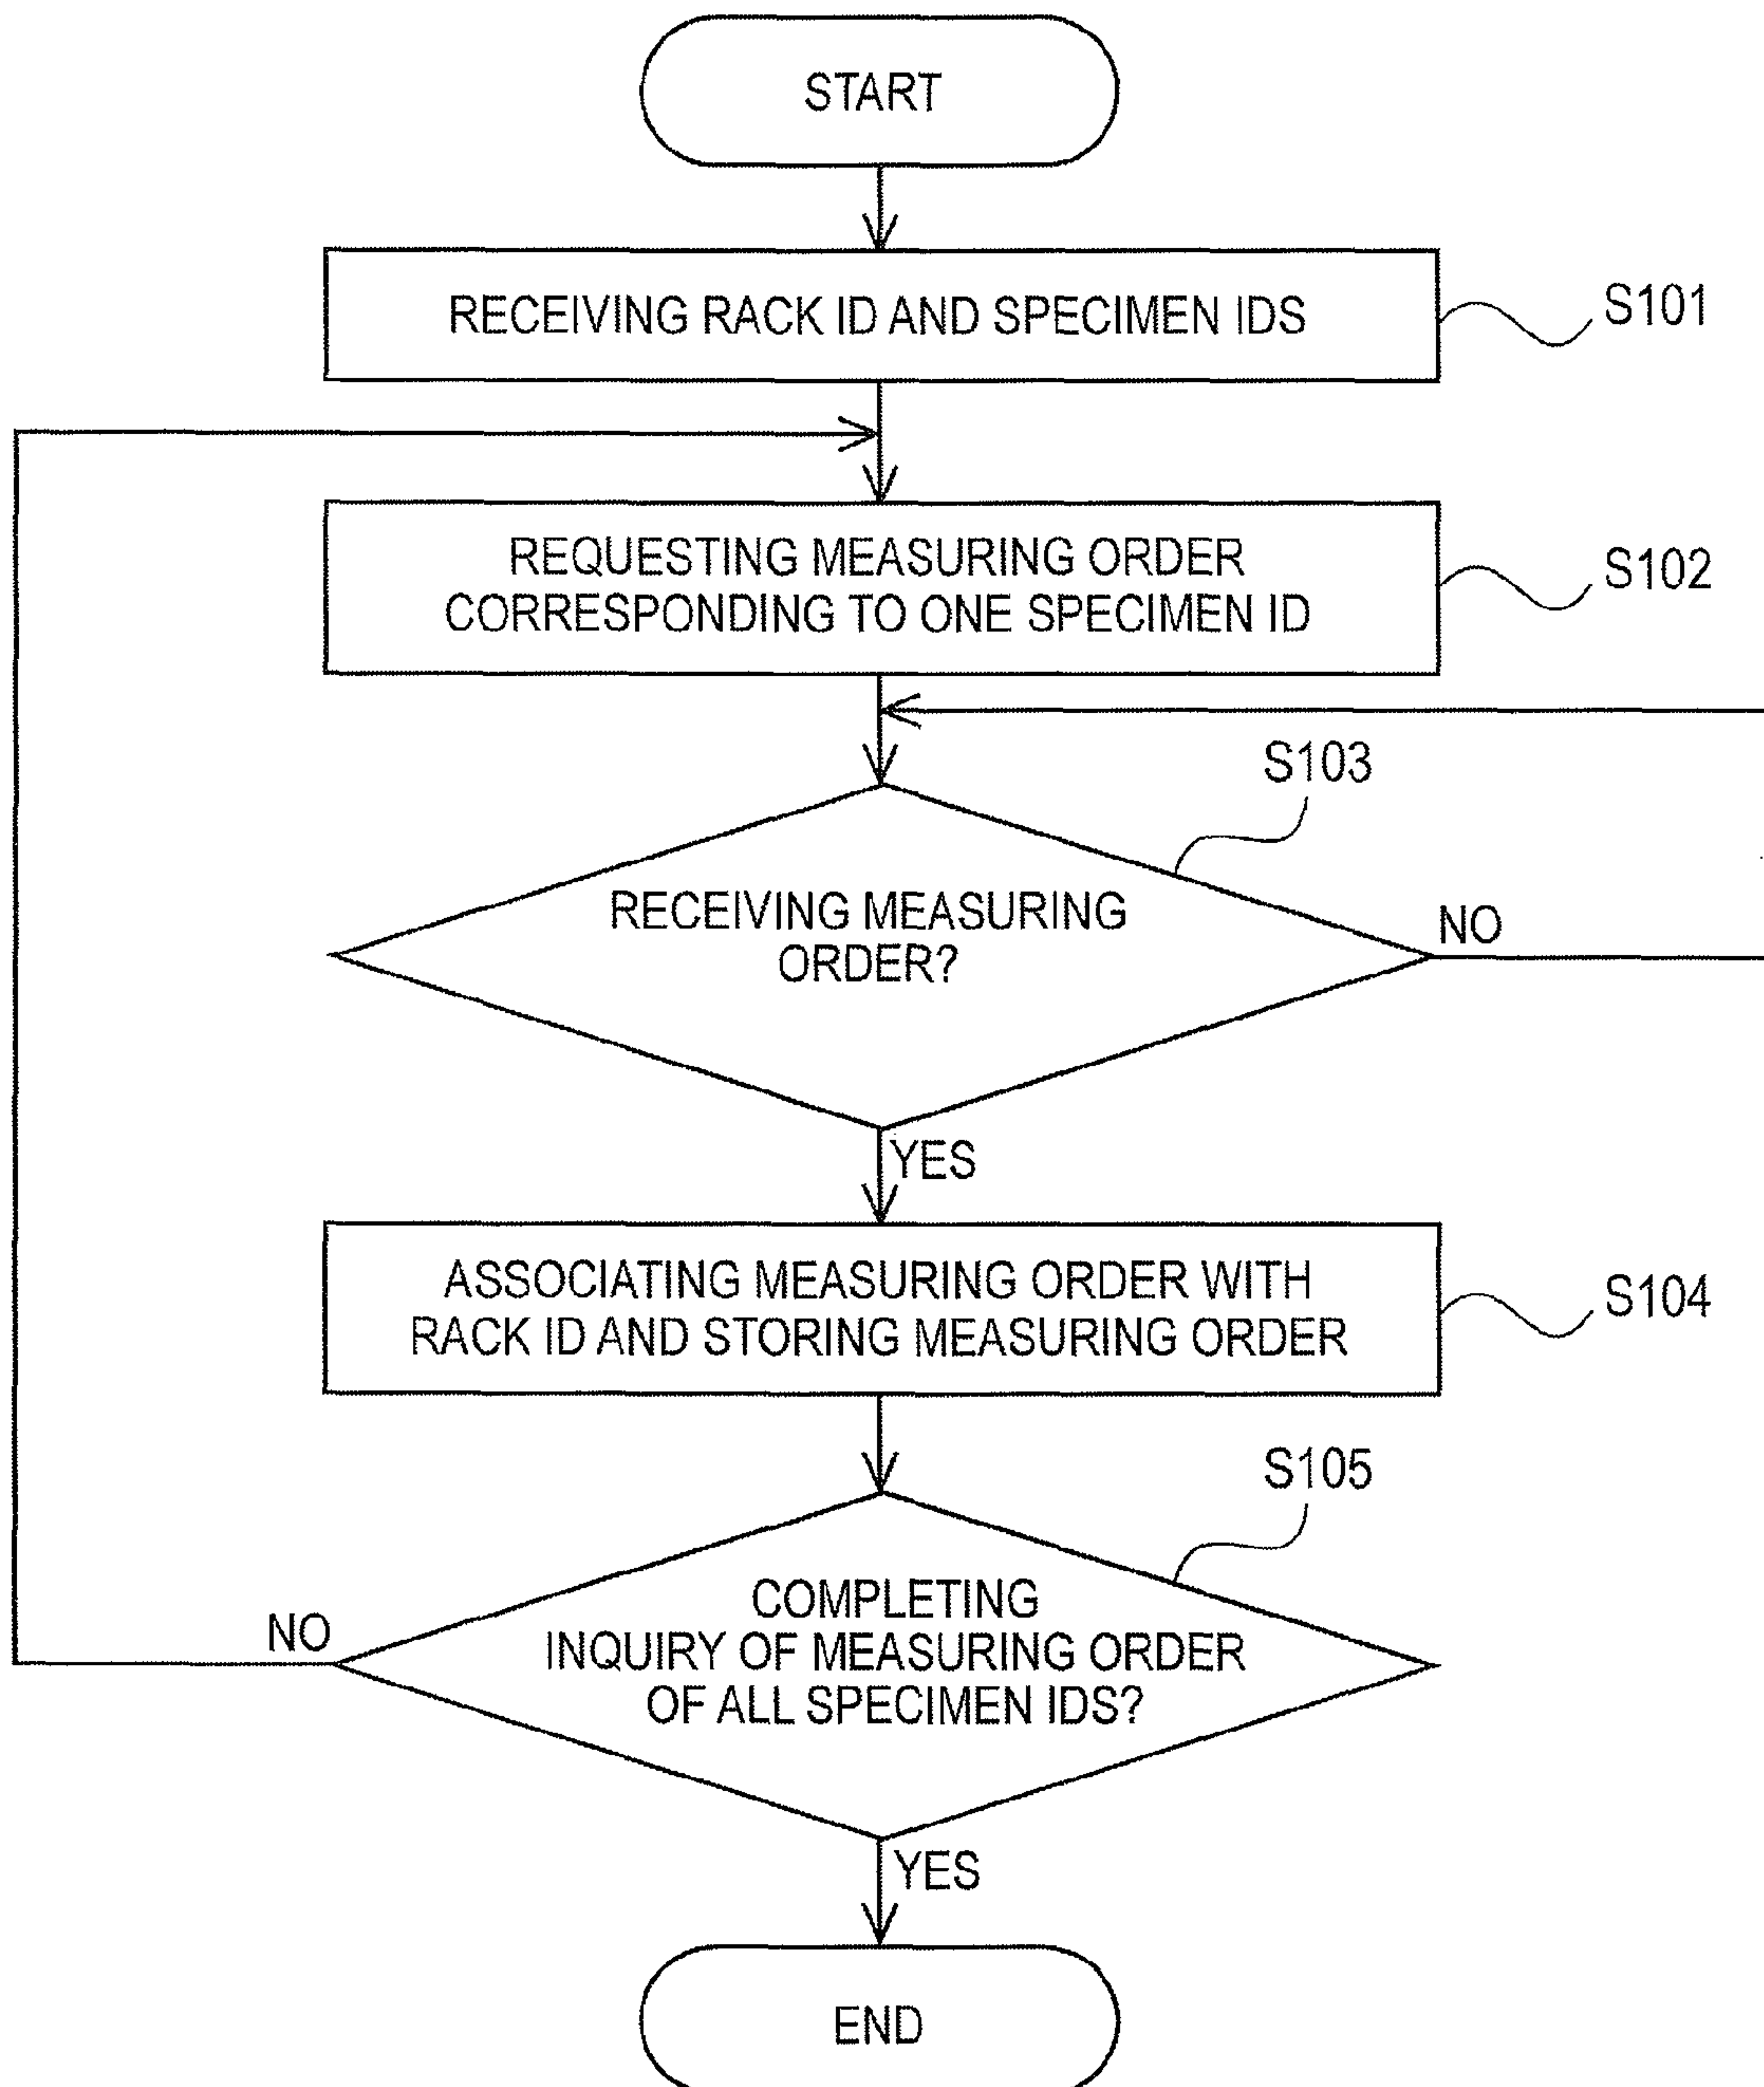 START
RECEIVING RACK ID AND SPECIMEN IDS
S101
REQUESTING MEASURING ORDER
CORRESPONDING TO ONE SPECIMEN ID
S102
S103
RECEIVING MEASURING
ORDER?
NO
YES
ASSOCIATING MEASURING ORDER WITH
RACK ID AND STORING MEASURING ORDER
S104
S105
COMPLETING
INQUIRY OF MEASURING ORDER
OF ALL SPECIMEN IDS?
NO
YES
END